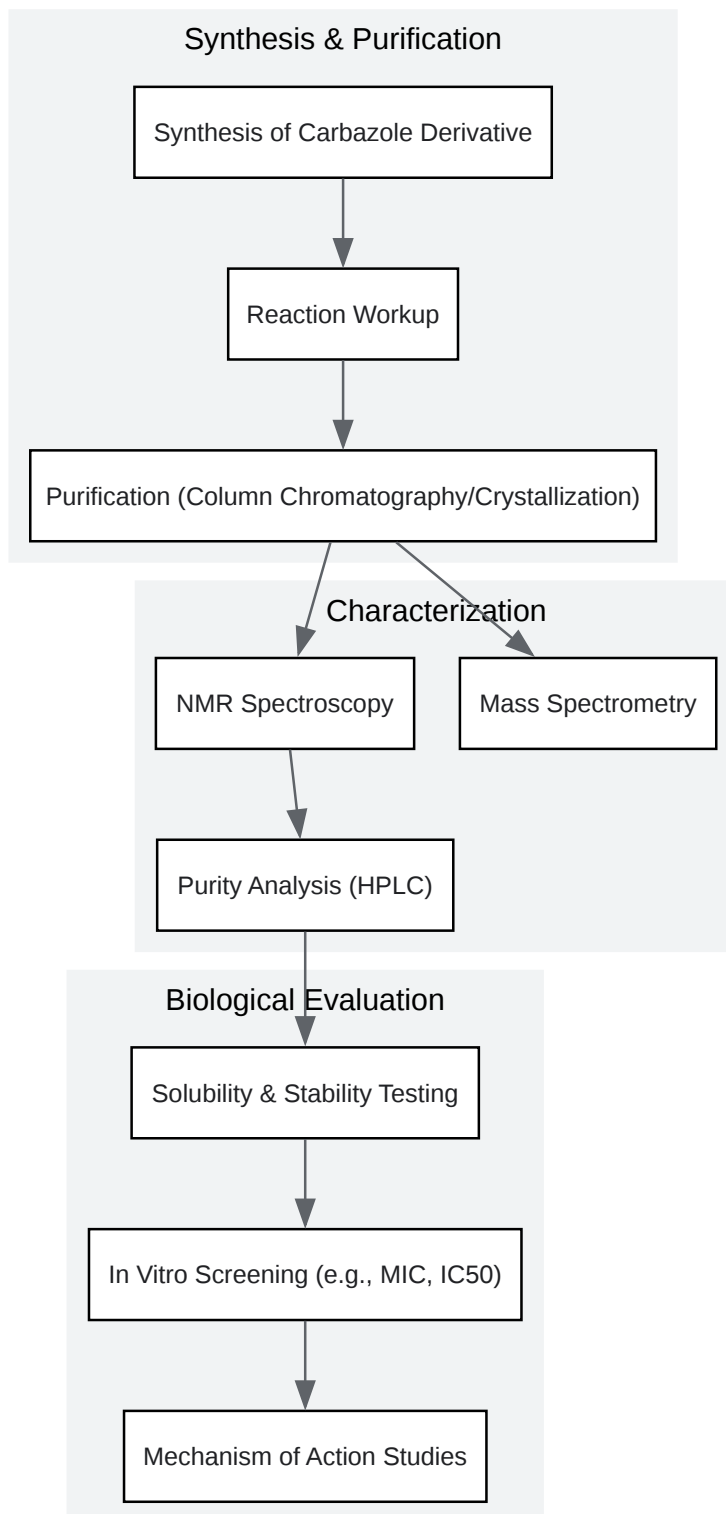 Synthesis & Purification
Synthesis of Carbazole Derivative
Reaction Workup
Purification (Column Chromatography/Crystallization)
Characterization
NMR Spectroscopy
Mass Spectrometry
Purity Analysis (HPLC)
Biological Evaluation
Solubility & Stability Testing
In Vitro Screening (e.g., MIC, IC50)
Mechanism of Action Studies